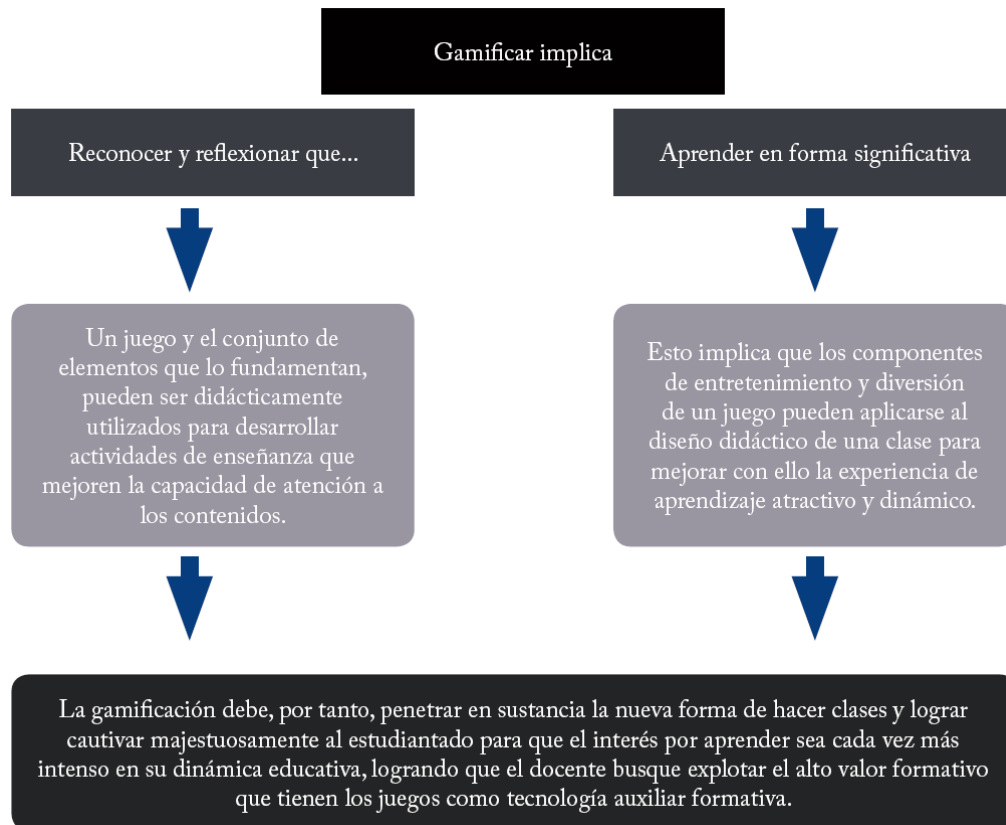 Gamificar implica
Reconocer y reflexionar que...
Un juego y el conjunto de
elementos que lo fundamentan,
pueden ser didácticamente
utilizados para desarrollar
actividades de enseñanza que
mejoren la capacidad de atención a
los contenidos.
Aprender en forma significativa
Esto implica que los componentes
de entretenimiento y diversión
de un juego pueden aplicarse al
diseño didáctico de una clase para
mejorar con ello la experiencia de
aprendizaje atractivo y dinámico.
La gamificación debe, por tanto, penetrar en sustancia la nueva forma de hacer clases y lograr
cautivar majestuosamente al estudiantado para que el interés por aprender sea cada vez más
intenso en su dinámica educativa, logrando que el docente busque explotar el alto valor formativo
que tienen los juegos como tecnología auxiliar formativa.